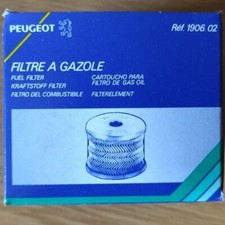 PEUGEOT Réf. 1906 02
FILTRE A GAZOLE
FUEL FILTER
KRAFTSTOFF FILTER
FILTRO DEL COMBUSTIBILE
CARTOUCHO PARA
FILTRO DE GAS OIL
FILTERELEMENT